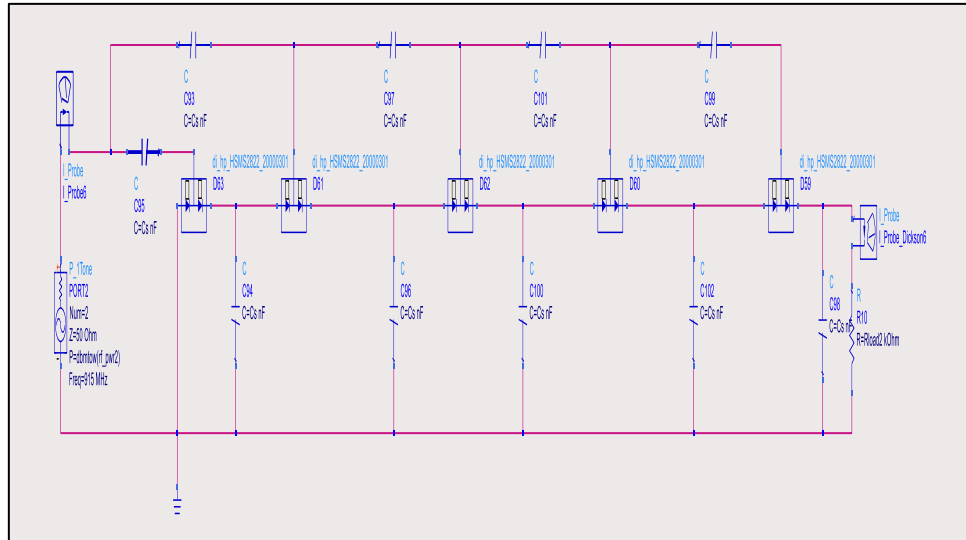 C
C93
C=Cs nF
C
C97
C=Cs nF
C
C101
C=Cs nF
C
C99
C=Cs nF
I_Probe
I_Probe6
C
C95
C=Cs nF
di_hp_HSMS2822_20000301
D63
di_hp_HSMS2822_20000301
D61
di_hp_HSMS2822_20000301
D62
di_hp_HSMS2822_20000301
D60
di_hp_HSMS2822_20000301
D59
I_Probe
I_Probe_Dickson6
P_1Tone
PORT2
Num=2
Z=50 Ohm
P=dbmtow(rf_pwr2)
Freq=915 MHz
C
C94
C=Cs nF
C
C96
C=Cs nF
C
C100
C=Cs nF
C
C102
C=Cs nF
C
C98
C=Cs nF
R
R10
R=Rload2 kOhm